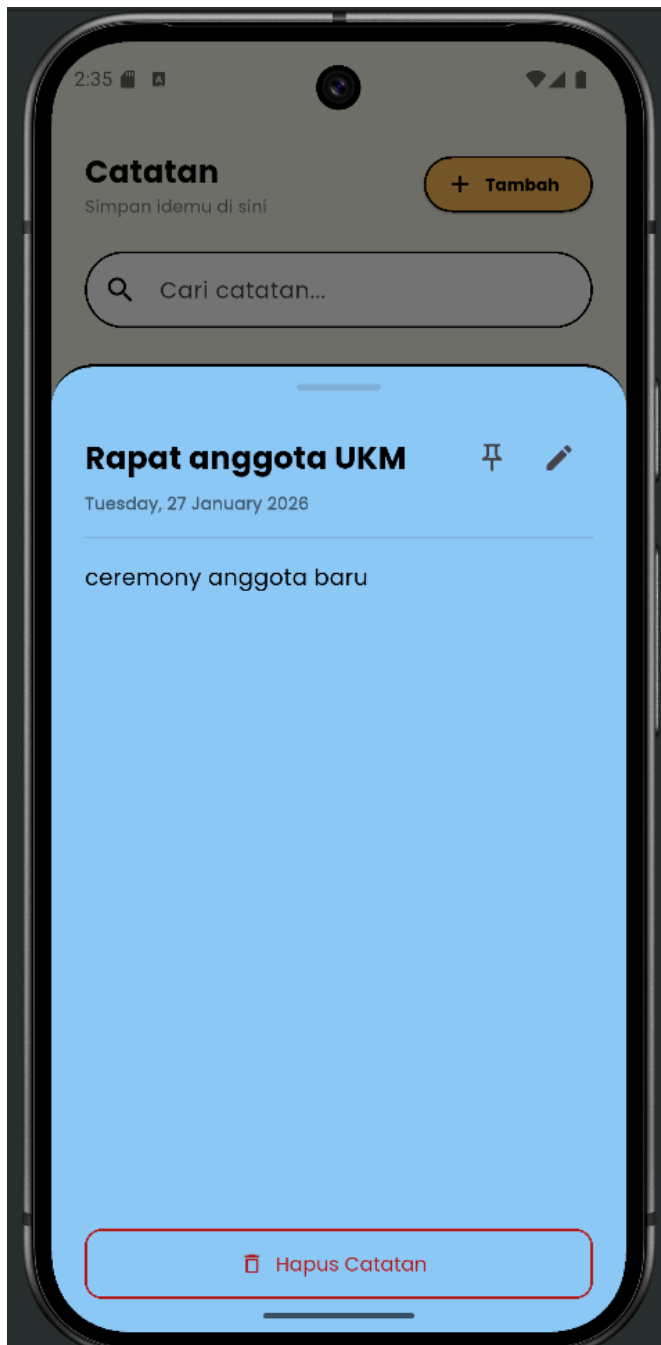 2:35
Catatan
Simpan idemu di sini
+ Tambah
Cari catatan...
Rapat anggota UKM
Tuesday, 27 January 2026
ceremony anggota baru
Hapus Catatan